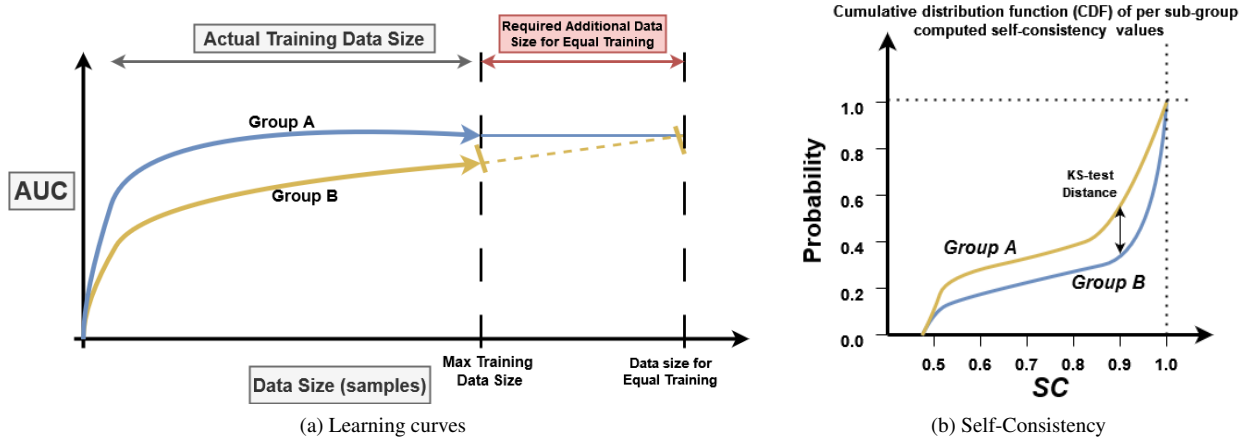 Actual Training Data Size
Required Additional Data
Size for Equal Training
AUC
Group A
Group B
Max Training
Data Size
Data size for
Equal Training
Data Size (samples)
(a) Learning curves
Cumulative distribution function (CDF) of per sub-group
computed self-consistency values
Probability
1.0
0.8
0.6
0.4
0.2
0.0
KS-test
Distance
Group A
Group B
0.5 0.6 0.7 0.8 0.9 1.0
SC
(b) Self-Consistency